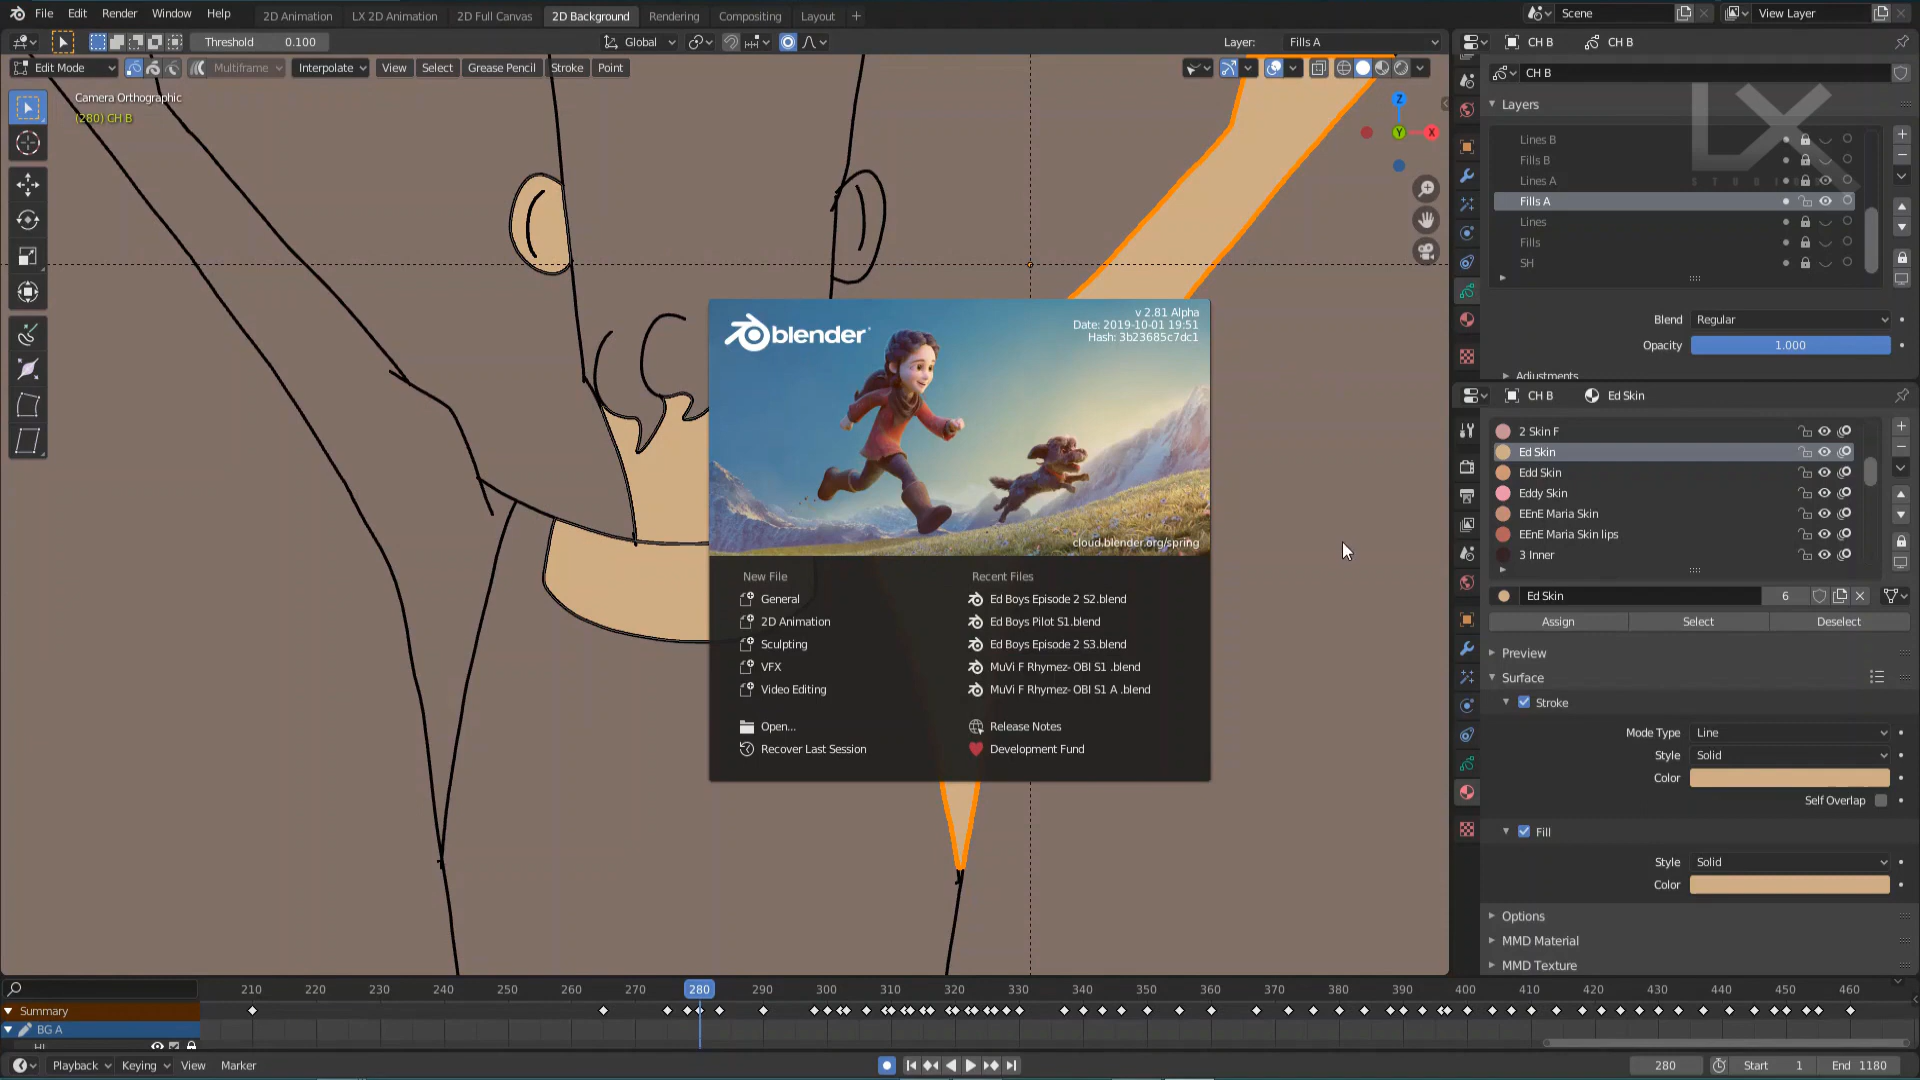 File Edit Render Window Help 2D Animation LX 2D Animation 2D Full Canvas 2D Background Rendering Compositing Layout + Scene View Layer
Threshold 0.100 Global Layer: Fills A CH B CH B
Edit Mode Multiframe Interpolate View Select Grease Pencil Stroke Point CH B
Camera Orthographic
(280) CH B
Z
Y
X
Layers
LX
Lines B
Fills B
Lines A
Fills A
Lines
Fills
SH
Blend Regular
Opacity 1.000
Adjustments
CH B Ed Skin
2 Skin F
Ed Skin
Edd Skin
Eddy Skin
EEnE Maria Skin
EEnE Maria Skin lips
3 Inner
Ed Skin 6
Assign Select Deselect
Preview
Surface
Stroke
Mode Type Line
Style Solid
Color
Self Overlap
Fill
Style Solid
Color
Options
MMD Material
MMD Texture
blender
v 2.81 Alpha
Date: 2019-10-01 19:51
Hash: 3b23685c7dc1
cloud.blender.org/spring
New File
General
2D Animation
Sculpting
VFX
Video Editing
Open...
Recover Last Session
Recent Files
Ed Boys Episode 2 S2.blend
Ed Boys Pilot S1.blend
Ed Boys Episode 2 S3.blend
MuVi F Rhymez- OBI S1 .blend
MuVi F Rhymez- OBI S1 A .blend
Release Notes
Development Fund
210 220 230 240 250 260 270 280 290 300 310 320 330 340 350 360 370 380 390 400 410 420 430 440 450 460
Summary
BG A
Playback Keying View Marker 280 Start 1 End 1180